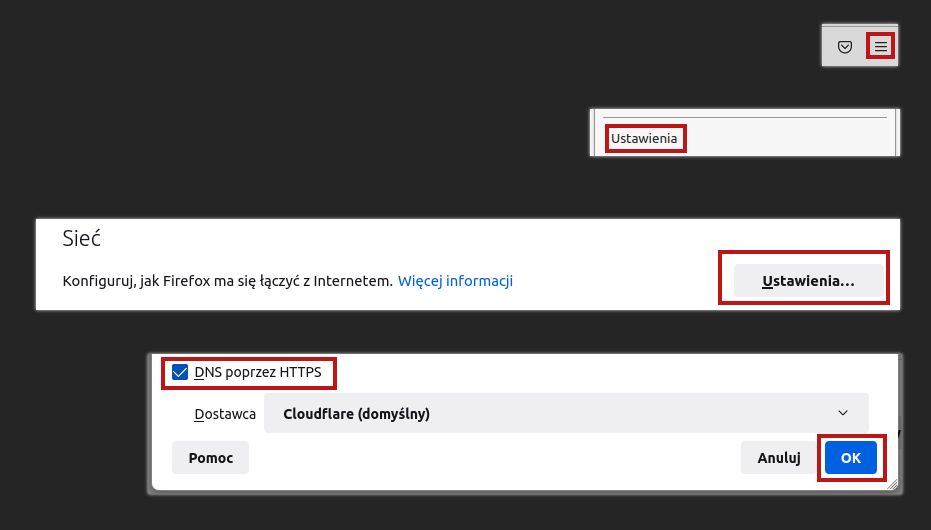 Ustawienia
Sieć
Konfiguruj, jak Firefox ma się łączyć z Internetem. Więcej informacji
Ustawienia...
DNS poprzez HTTPS
Dostawca Cloudflare (domyślny)
Pomoc Anuluj OK